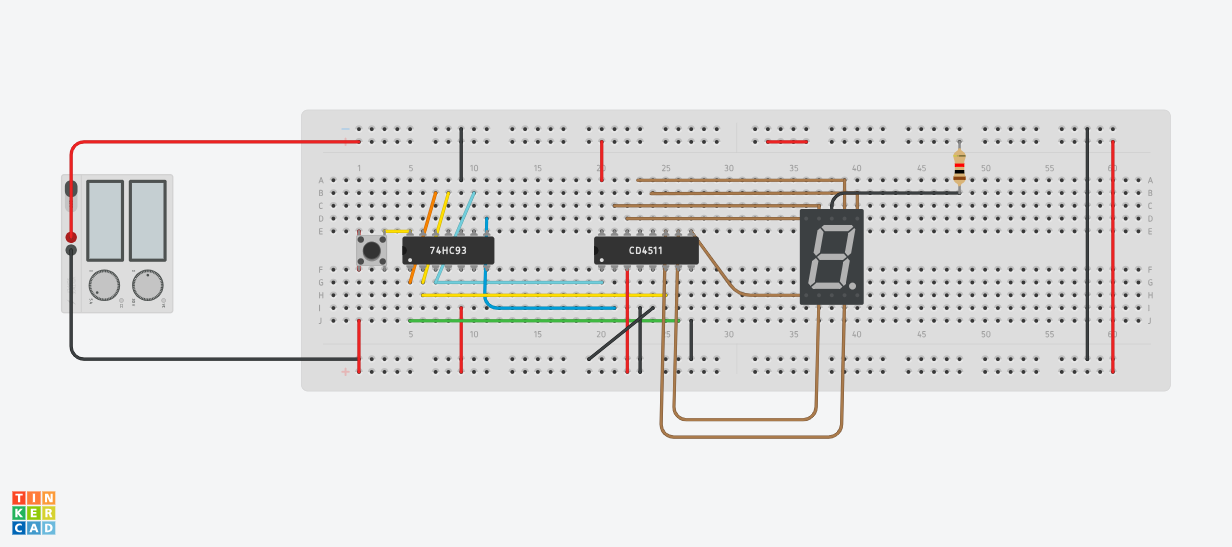 1 5 10 15 20 25 30 35 40 45 50 55 60
A A
B B
C C
D D
E E
74HC93
CD4511
F F
G G
H H
I I
J J
5 10 15 20 25 30 35 40 45 50 55 60
TIN
KER
CAD